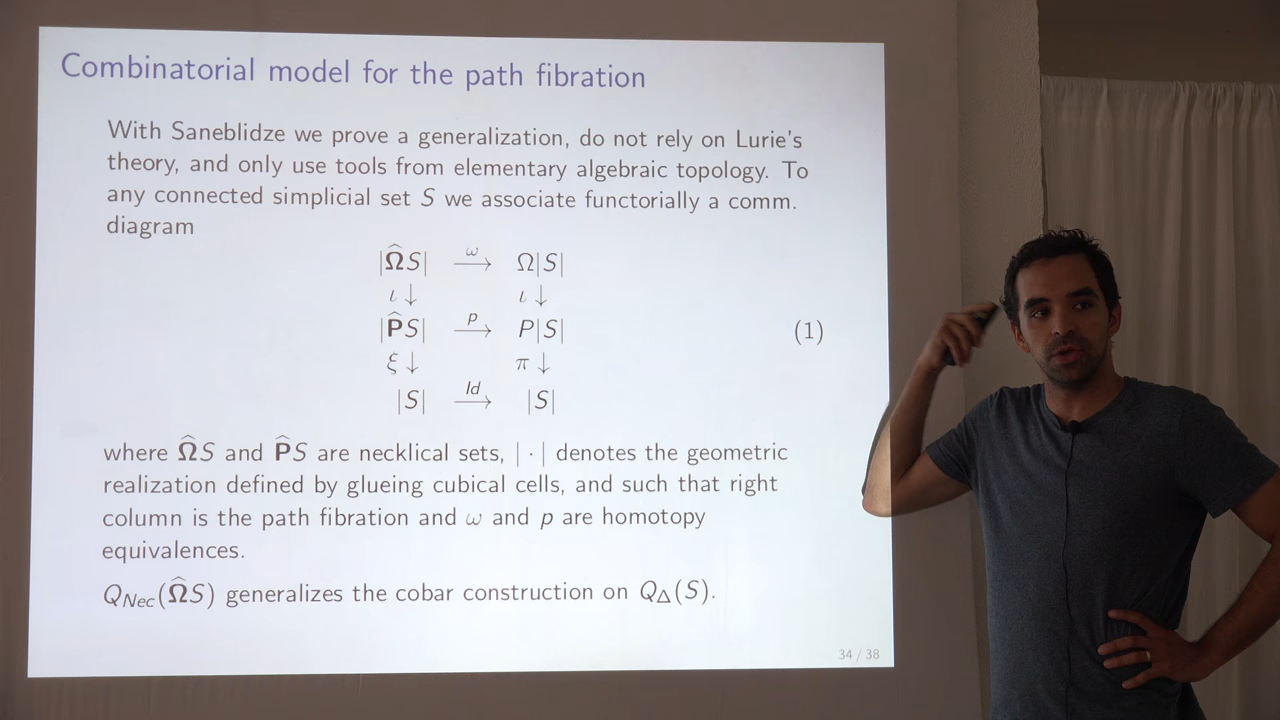 Combinatorial model for the path fibration
With Saneblidze we prove a generalization, do not rely on Lurie's
theory, and only use tools from elementary algebraic topology. To
any connected simplicial set S we associate functorially a comm.
diagram
|Ω̂S| ω⟶ Ω|S|
ι↓ ι↓
|P̂S| p⟶ P|S| (1)
ξ↓ π↓
|S| Id⟶ |S|
where Ω̂S and P̂S are necklical sets, | · | denotes the geometric
realization defined by glueing cubical cells, and such that right
column is the path fibration and ω and p are homotopy
equivalences.
Q_Nec(Ω̂S) generalizes the cobar construction on Q_Δ(S).
34 / 38